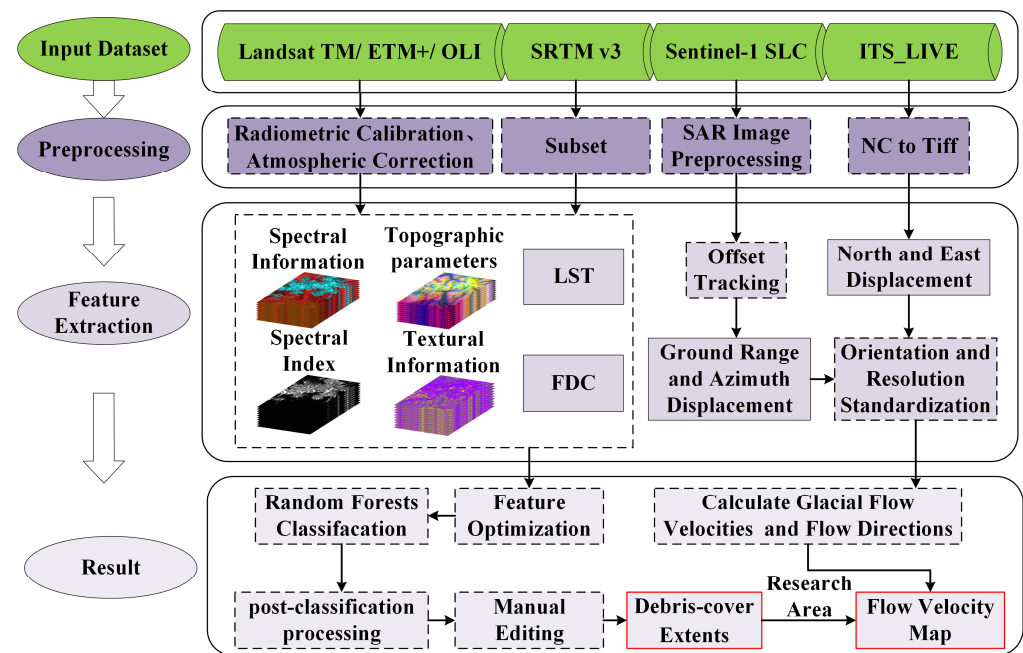 Input Dataset
Landsat TM/ ETM+/ OLI
SRTM v3
Sentinel-1 SLC
ITS_LIVE
Preprocessing
Radiometric Calibration、
Atmospheric Correction
Subset
SAR Image
Preprocessing
NC to Tiff
Feature
Extraction
Spectral
Information
Topographic
parameters
LST
Spectral
Index
Textural
Information
FDC
Offset
Tracking
North and East
Displacement
Ground Range
and Azimuth
Displacement
Orientation and
Resolution
Standardization
Result
Random Forests
Classifacation
Feature
Optimization
Calculate Glacial Flow
Velocities and Flow Directions
post-classification
processing
Manual
Editing
Debris-cover
Extents
Research
Area
Flow Velocity
Map